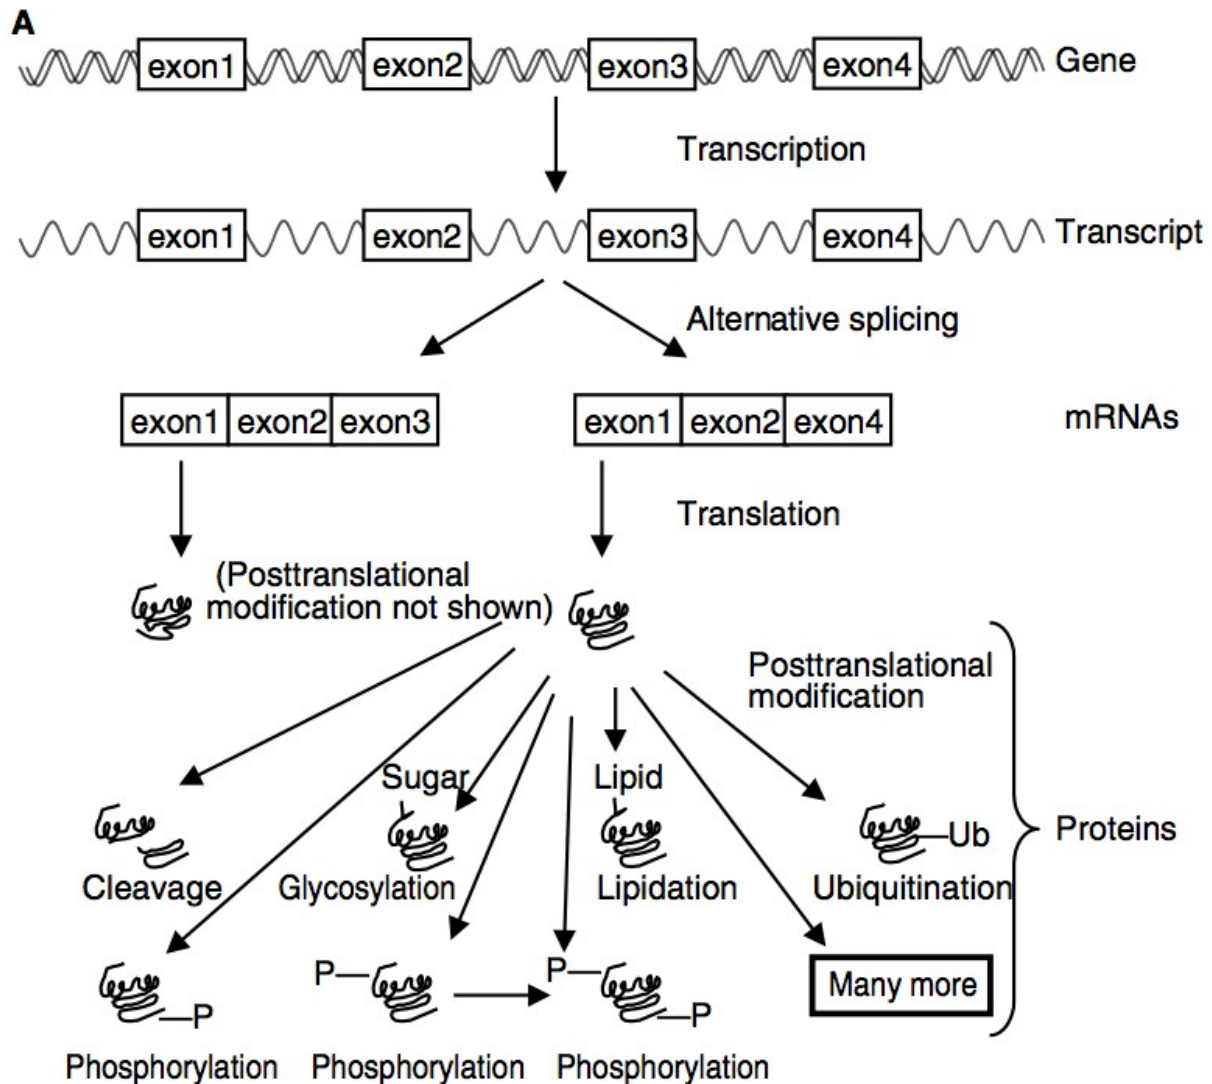 A
exon1 exon2 exon3 exon4 Gene
Transcription
exon1 exon2 exon3 exon4 Transcript
Alternative splicing
exon1 exon2 exon3 exon1 exon2 exon4 mRNAs
Translation
(Posttranslational
modification not shown)
Posttranslational
modification
Sugar Lipid
Ub Proteins
Cleavage Glycosylation Lipidation Ubiquitination
P P
Many more
P P
Phosphorylation Phosphorylation Phosphorylation